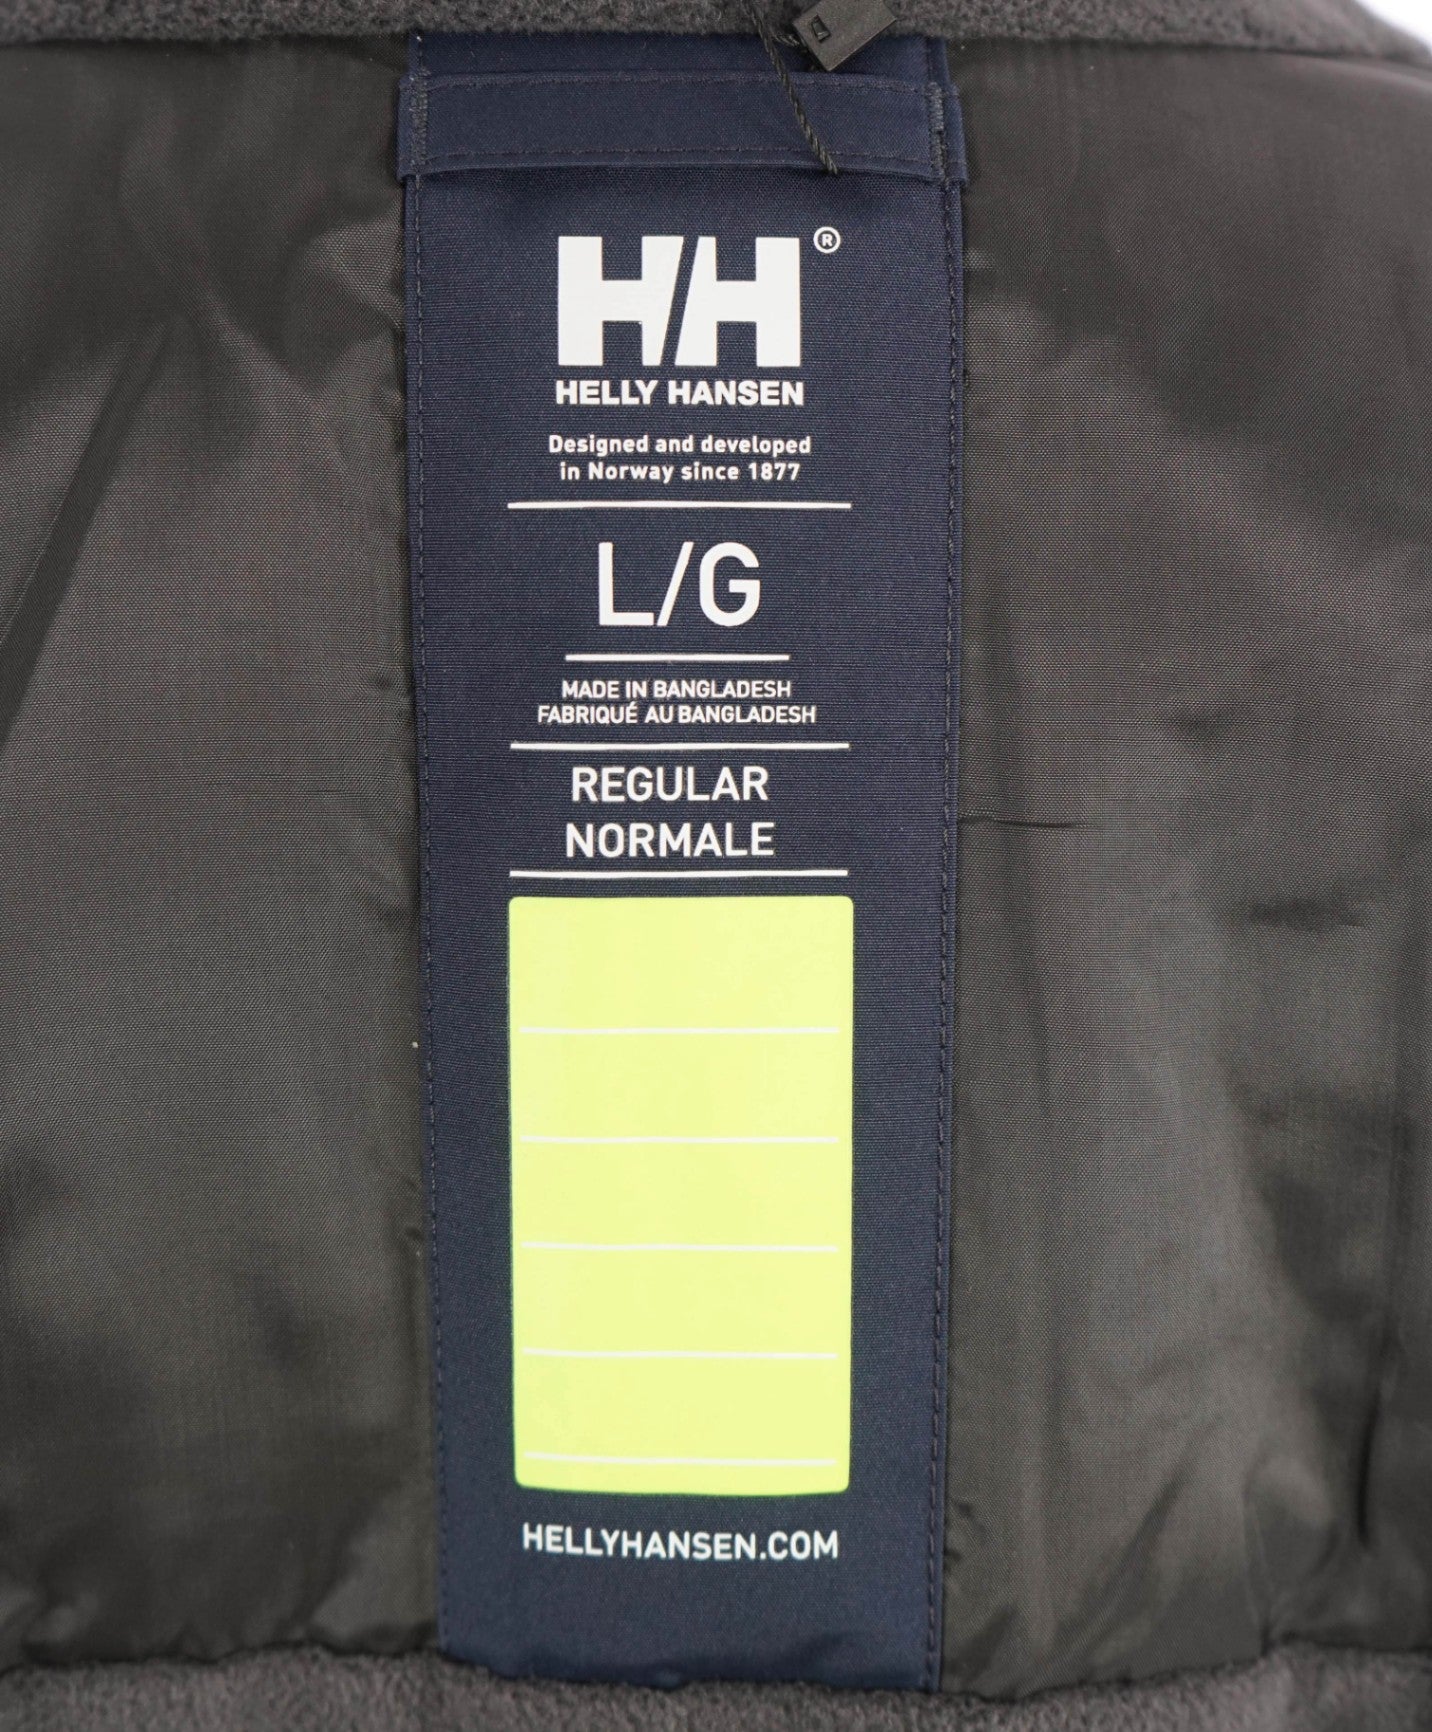 HH®
HELLY HANSEN
Designed and developed
in Norway since 1877
L/G
MADE IN BANGLADESH
FABRIQUÉ AU BANGLADESH
REGULAR
NORMALE
HELLYHANSEN.COM